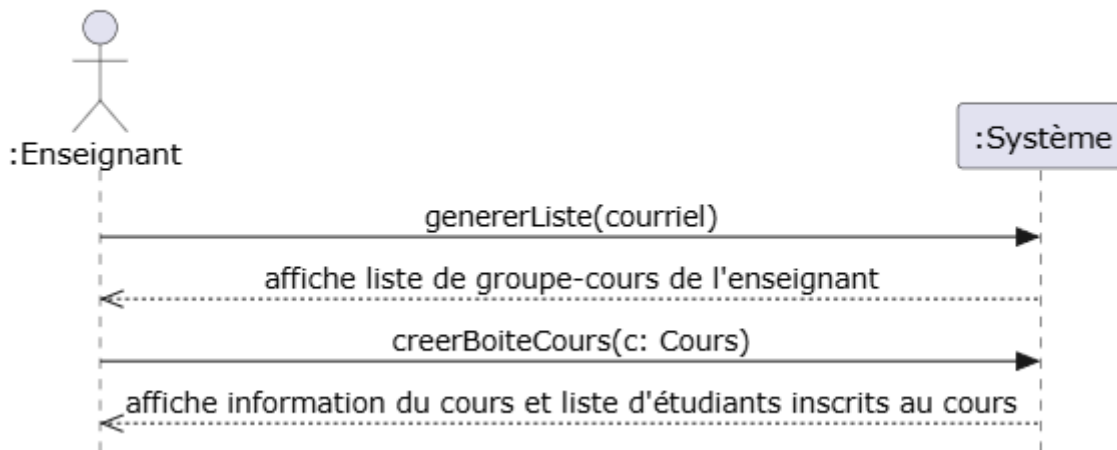 :Enseignant
:Système
genererListe(courriel)
affiche liste de groupe-cours de l'enseignant
creerBoiteCours(c: Cours)
affiche information du cours et liste d'étudiants inscrits au cours